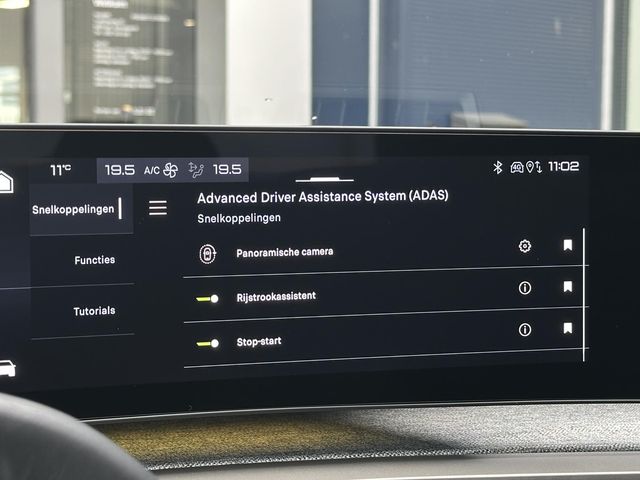 11°C
19.5 A/C 19.5
11:02
Advanced Driver Assistance System (ADAS)
Snelkoppelingen
Snelkoppelingen
Functies
Tutorials
Panoramische camera
Rijstrookassistent
Stop-start